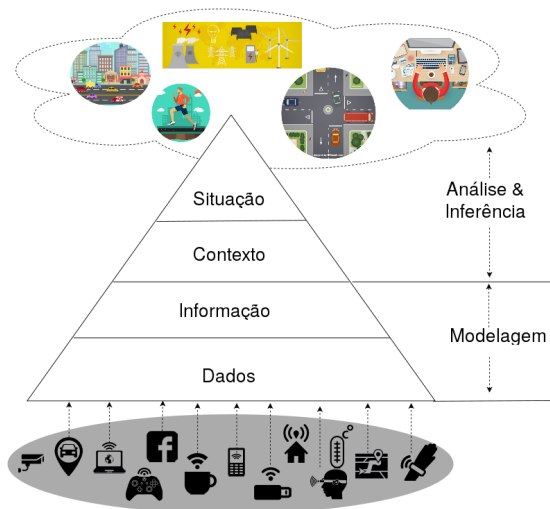 Situação
Contexto
Informação
Dados
Análise &
Inferência
Modelagem